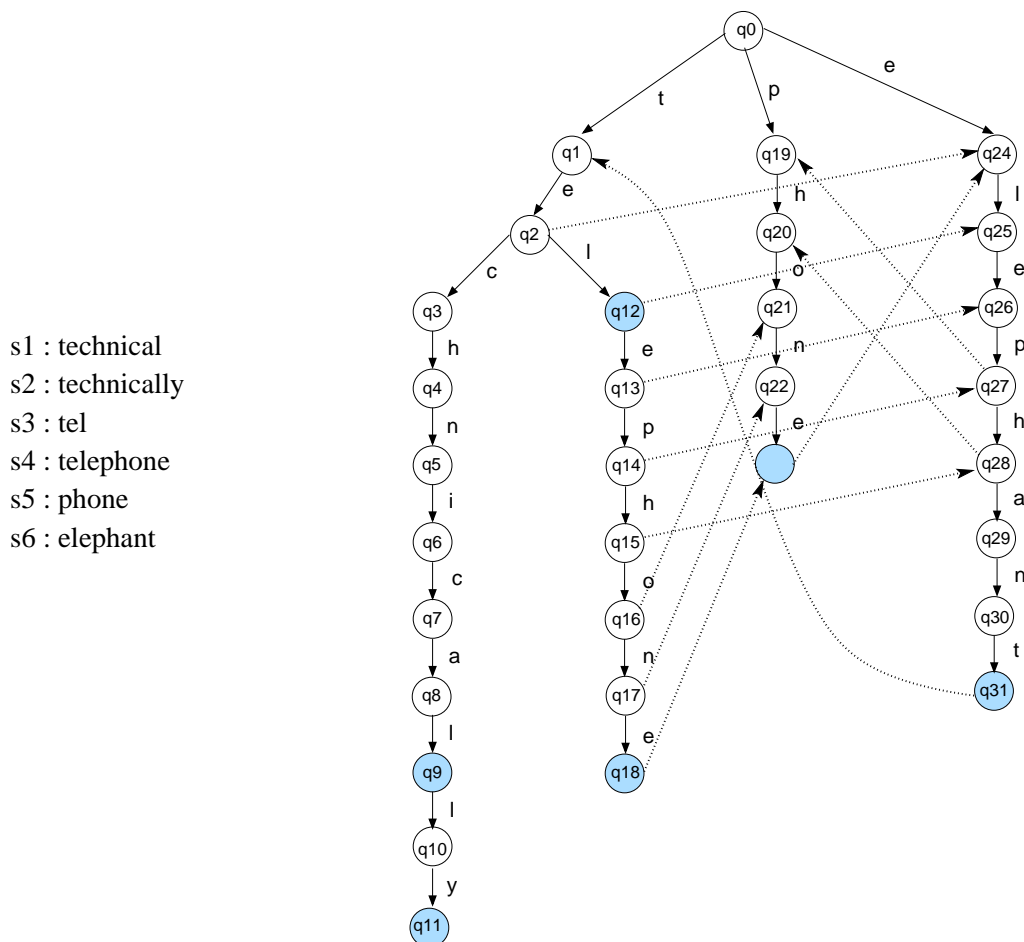 q0
t
p
e
q1
q19
q24
e
h
l
q2
q20
q25
c
l
o
e
q3
q12
q21
q26
h
e
n
p
s1 : technical
s2 : technically
s3 : tel
s4 : telephone
s5 : phone
s6 : elephant
q4
q13
q22
q27
n
p
e
h
q5
q14
q28
i
h
a
q6
q15
q29
c
o
n
q7
q16
q30
a
n
t
q8
q17
q31
l
e
q9
q18
l
q10
y
q11